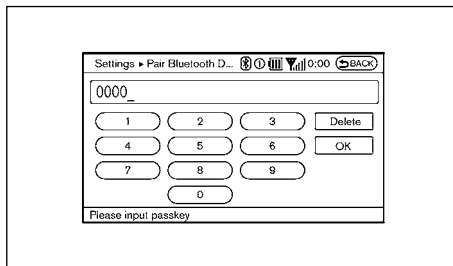 Settings ▸ Pair Bluetooth D... 0:00 BACK
0000_
1 2 3 Delete
4 5 6 OK
7 8 9
0
Please input passkey